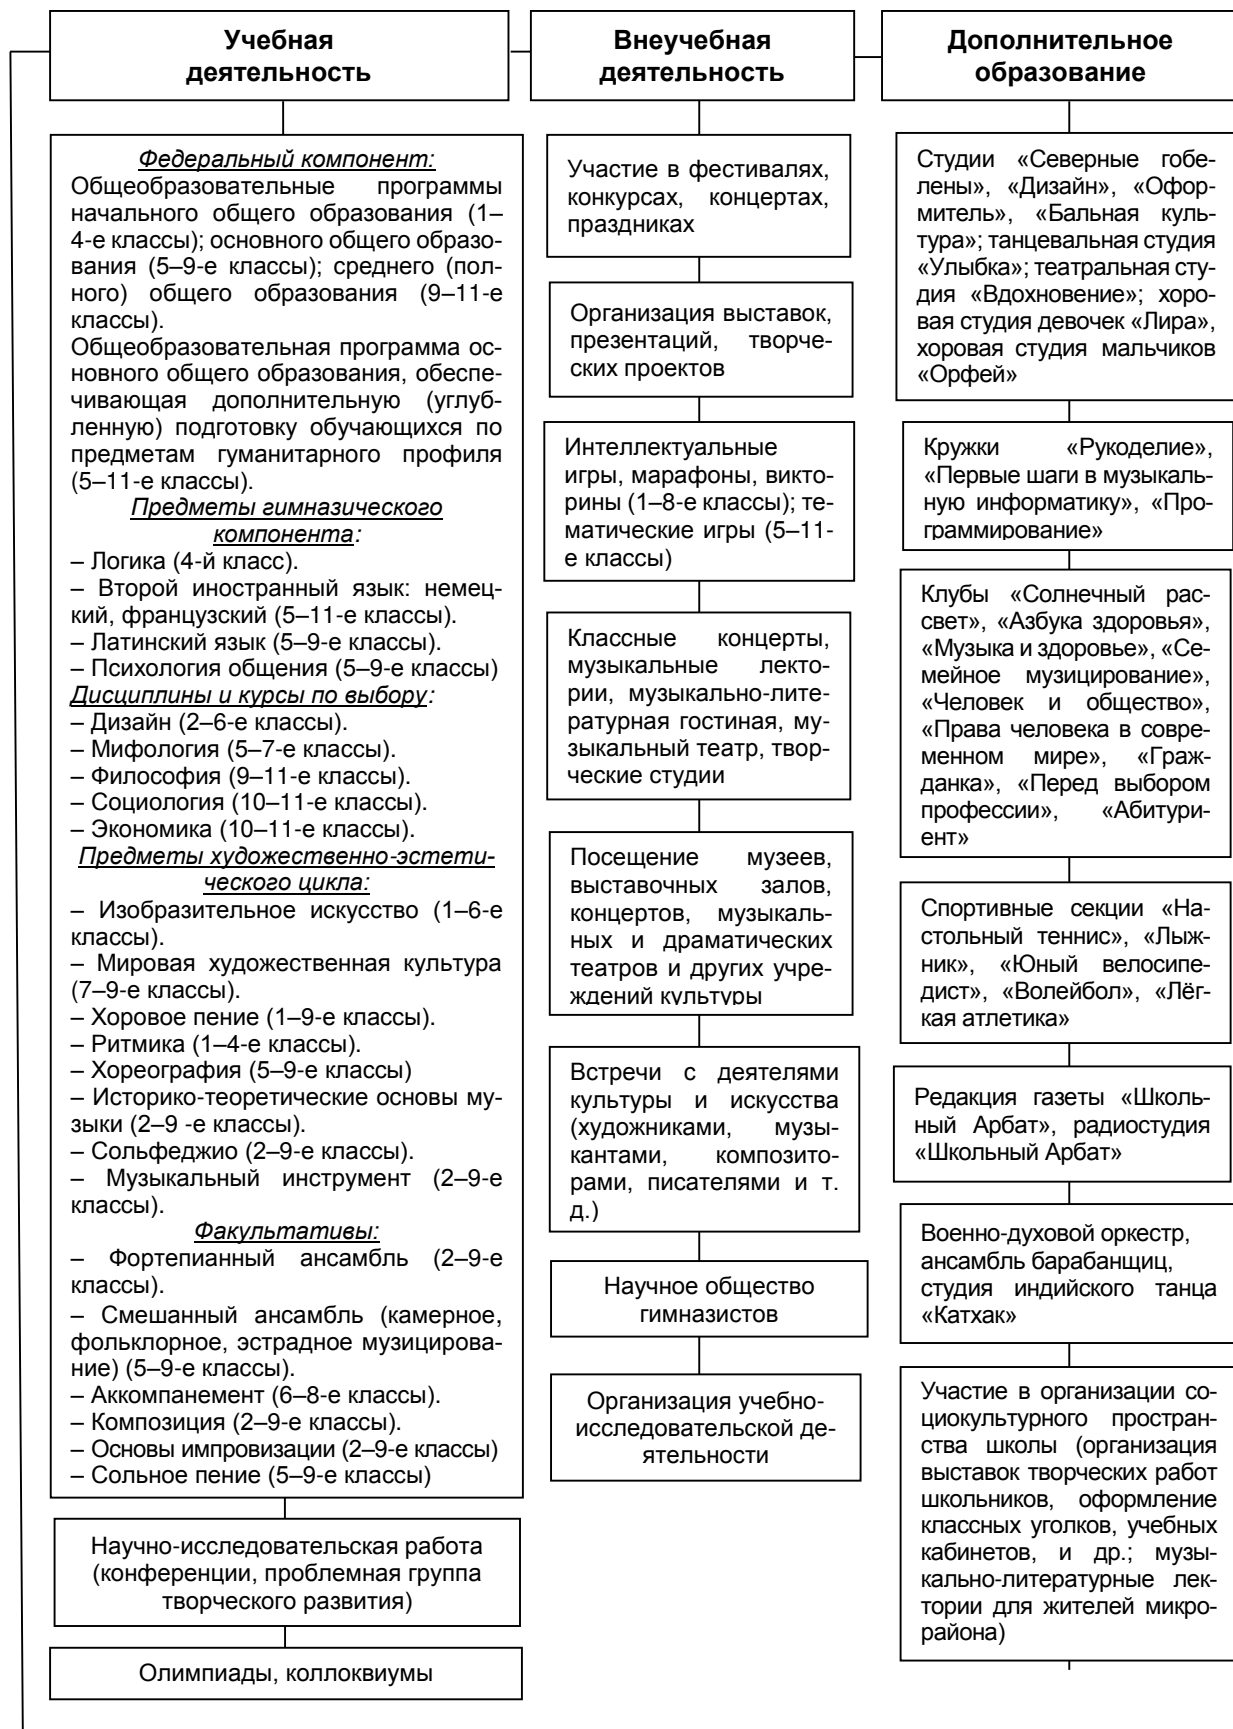 Учебная
деятельность
Федеральный компонент:
Общеобразовательные программы
начального общего образования (1–
4-е классы); основного общего образо-
вания (5–9-е классы); среднего (пол-
ного) общего образования (9–11-е
классы).
Общеобразовательная программа ос-
новного общего образования, обеспе-
чивающая дополнительную (углуб-
ленную) подготовку обучающихся по
предметам гуманитарного профиля
(5–11-е классы).
Предметы гимназического
компонента:
– Логика (4-й класс).
– Второй иностранный язык: немец-
кий, французский (5–11-е классы).
– Латинский язык (5–9-е классы).
– Психология общения (5–9-е классы)
Дисциплины и курсы по выбору:
– Дизайн (2–6-е классы).
– Мифология (5–7-е классы).
– Философия (9–11-е классы).
– Социология (10–11-е классы).
– Экономика (10–11-е классы).
Предметы художественно-эстети-
ческого цикла:
– Изобразительное искусство (1–6-е
классы).
– Мировая художественная культура
(7–9-е классы).
– Хоровое пение (1–9-е классы).
– Ритмика (1–4-е классы).
– Хореография (5–9-е классы)
– Историко-теоретические основы му-
зыки (2–9 -е классы).
– Сольфеджио (2–9-е классы).
– Музыкальный инструмент (2–9-е
классы).
Факультативы:
– Фортепианный ансамбль (2–9-е
классы).
– Смешанный ансамбль (камерное,
фольклорное, эстрадное музицирова-
ние) (5–9-е классы).
– Аккомпанемент (6–8-е классы).
– Композиция (2–9-е классы).
– Основы импровизации (2–9-е классы)
– Сольное пение (5–9-е классы)
Научно-исследовательская работа
(конференции, проблемная группа
творческого развития)
Олимпиады, коллоквиумы
Внеучебная
деятельность
Участие в фестивалях,
конкурсах, концертах,
праздниках
Организация выставок,
презентаций, творче-
ских проектов
Интеллектуальные
игры, марафоны, викто-
рины (1–8-е классы); те-
матические игры (5–11-
е классы)
Классные концерты,
музыкальные лекто-
рии, музыкально-лите-
ратурная гостиная, му-
зыкальный театр, твор-
ческие студии
Посещение музеев,
выставочных залов,
концертов, музыкаль-
ных и драматических
театров и других учре-
ждений культуры
Встречи с деятелями
культуры и искусства
(художниками, музы-
кантами, композито-
рами, писателями и т.
д.)
Научное общество
гимназистов
Организация учебно-
исследовательской де-
ятельности
Дополнительное
образование
Студии «Северные гобе-
лены», «Дизайн», «Офор-
митель», «Бальная куль-
тура»; танцевальная студия
«Улыбка»; театральная сту-
дия «Вдохновение»; хоро-
вая студия девочек «Лира»,
хоровая студия мальчиков
«Орфей»
Кружки «Рукоделие»,
«Первые шаги в музыкаль-
ную информатику», «Про-
граммирование»
Клубы «Солнечный рас-
свет», «Азбука здоровья»,
«Музыка и здоровье», «Се-
мейное музицирование»,
«Человек и общество»,
«Права человека в совре-
менном мире», «Граж-
данка», «Перед выбором
профессии», «Абитури-
ент»
Спортивные секции «На-
стольный теннис», «Лыж-
ник», «Юный велосипе-
дист», «Волейбол», «Лёг-
кая атлетика»
Редакция газеты «Школь-
ный Арбат», радиостудия
«Школьный Арбат»
Военно-духовой оркестр,
ансамбль барабанщиц,
студия индийского танца
«Катхак»
Участие в организации со-
циокультурного простран-
ства школы (организация
выставок творческих работ
школьников, оформление
классных уголков, учебных
кабинетов, и др.; музы-
кально-литературные лек-
тории для жителей микро-
района)